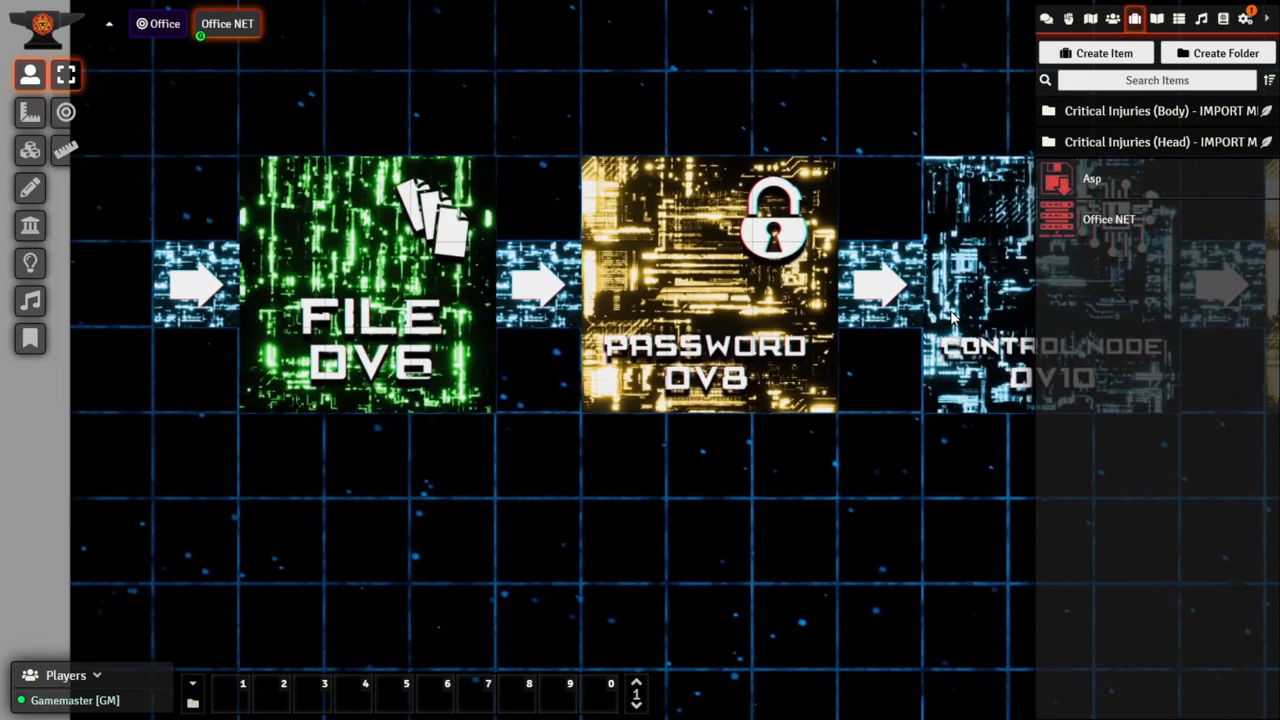 Office
Office NET
G
Create Item
Create Folder
Search Items
Critical Injuries (Body) - IMPORT M
Critical Injuries (Head) - IMPORT M
Asp
Office NET
FILE
DV6
PASSWORD
DV8
CONTROL NODE
DV10
Players
Gamemaster [GM]
1
2
3
4
5
6
7
8
9
0
1